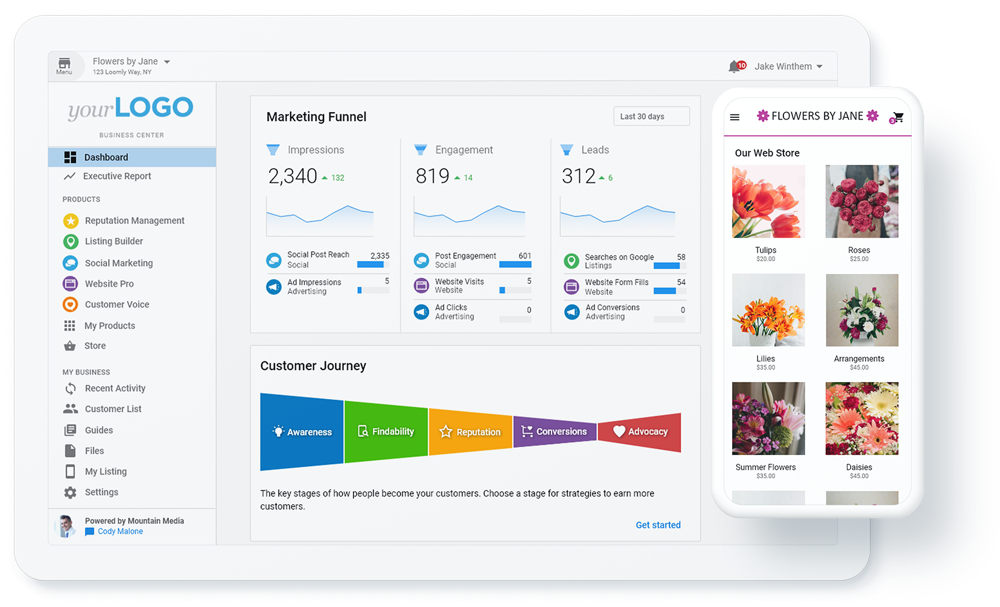 Menu
Flowers by Jane
123 Loomly Way, NY
10
Jake Winthem
yourLOGO
BUSINESS CENTER
Dashboard
Executive Report
PRODUCTS
Reputation Management
Listing Builder
Social Marketing
Website Pro
Customer Voice
My Products
Store
MY BUSINESS
Recent Activity
Customer List
Guides
Files
My Listing
Settings
Powered by Mountain Media
Cody Malone
Marketing Funnel
Last 30 days
Impressions
2,340 132
Social Post Reach 2,335
Social
Ad Impressions 5
Advertising
Engagement
819 14
Post Engagement 601
Social
Website Visits 5
Website
Ad Clicks 0
Advertising
Leads
312 6
Searches on Google 58
Listings
Website Form Fills 54
Website
Ad Conversions 0
Advertising
Customer Journey
Awareness
Findability
Reputation
Conversions
Advocacy
The key stages of how people become your customers. Choose a stage for strategies to earn more
customers.
Get started
FLOWERS BY JANE
3
Our Web Store
Tulips
$20.00
Roses
$25.00
Lilies
$35.00
Arrangements
$45.00
Summer Flowers
$35.00
Daisies
$45.00